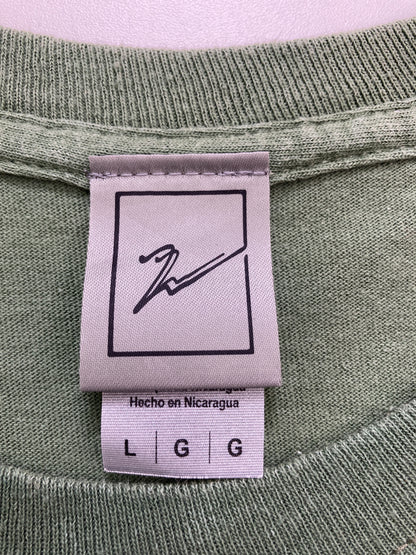 Hecho en Nicaragua
L | G | G